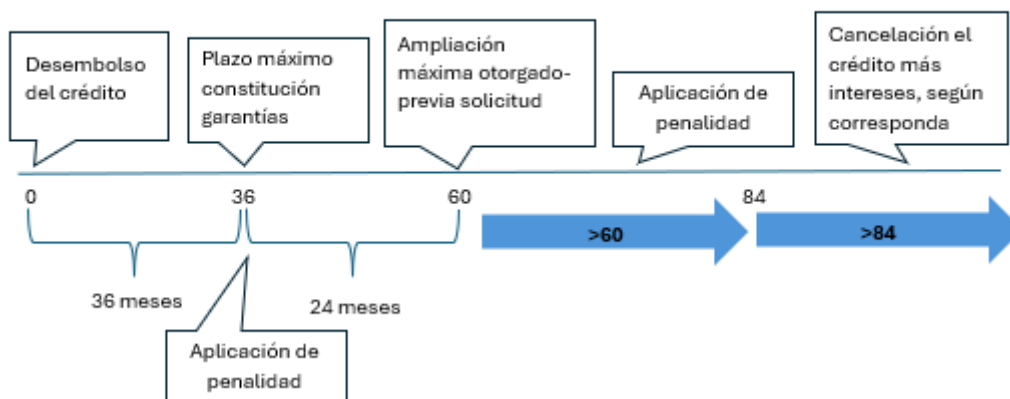 Desembolso
del crédito
Plazo máximo
constitución
garantías
Ampliación
máxima otorgado-
previa solicitud
Aplicación de
penalidad
Cancelación el
crédito más
intereses, según
corresponda
0
36
60
84
>60
>84
36 meses
24 meses
Aplicación de
penalidad